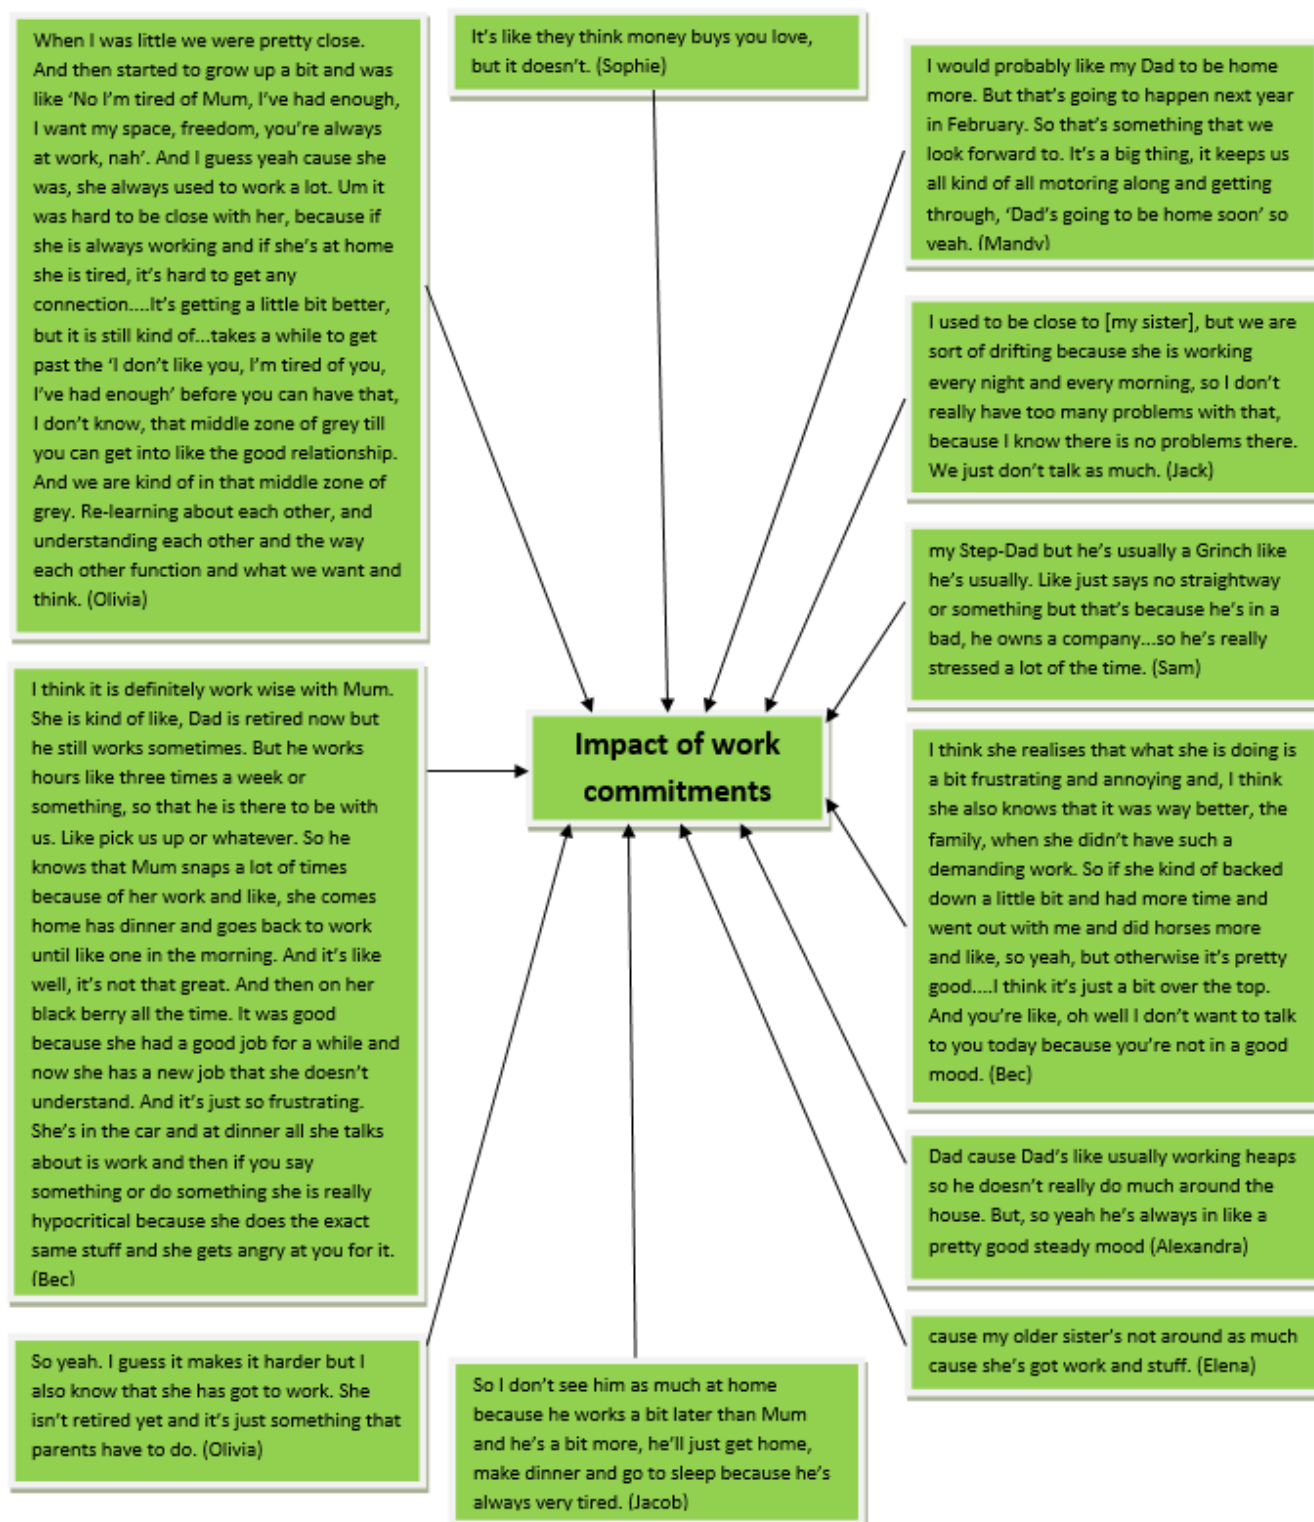 When I was little we were pretty close.
And then started to grow up a bit and was
like ‘No I’m tired of Mum, I’ve had enough,
I want my space, freedom, you’re always
at work, nah’. And I guess yeah cause she
was, she always used to work a lot. Um it
was hard to be close with her, because if
she is always working and if she’s at home
she is tired, it’s hard to get any
connection....It’s getting a little bit better,
but it is still kind of...takes a while to get
past the ‘I don’t like you, I’m tired of you,
I’ve had enough’ before you can have that,
I don’t know, that middle zone of grey till
you can get into like the good relationship.
And we are kind of in that middle zone of
grey. Re-learning about each other, and
understanding each other and the way
each other function and what we want and
think. (Olivia)
It’s like they think money buys you love,
but it doesn’t. (Sophie)
I would probably like my Dad to be home
more. But that’s going to happen next year
in February. So that’s something that we
look forward to. It’s a big thing, it keeps us
all kind of all motoring along and getting
through, ‘Dad’s going to be home soon’ so
yeah. (Mandy)
I used to be close to [my sister], but we are
sort of drifting because she is working
every night and every morning, so I don’t
really have too many problems with that,
because I know there is no problems there.
We just don’t talk as much. (Jack)
my Step-Dad but he’s usually a Grinch like
he’s usually. Like just says no straightway
or something but that’s because he’s in a
bad, he owns a company...so he’s really
stressed a lot of the time. (Sam)
I think it is definitely work wise with Mum.
She is kind of like, Dad is retired now but
he still works sometimes. But he works
hours like three times a week or
something, so that he is there to be with
us. Like pick us up or whatever. So he
knows that Mum snaps a lot of times
because of her work and like, she comes
home has dinner and goes back to work
until like one in the morning. And it’s like
well, it’s not that great. And then on her
black berry all the time. It was good
because she had a good job for a while and
now she has a new job that she doesn’t
understand. And it’s just so frustrating.
She’s in the car and at dinner all she talks
about is work and then if you say
something or do something she is really
hypocritical because she does the exact
same stuff and she gets angry at you for it.
(Bec)
Impact of work
commitments
I think she realises that what she is doing is
a bit frustrating and annoying and, I think
she also knows that it was way better, the
family, when she didn’t have such a
demanding work. So if she kind of backed
down a little bit and had more time and
went out with me and did horses more
and like, so yeah, but otherwise it’s pretty
good....I think it’s just a bit over the top.
And you’re like, oh well I don’t want to talk
to you today because you’re not in a good
mood. (Bec)
Dad cause Dad’s like usually working heaps
so he doesn’t really do much around the
house. But, so yeah he’s always in like a
pretty good steady mood (Alexandra)
cause my older sister’s not around as much
cause she’s got work and stuff. (Elena)
So yeah. I guess it makes it harder but I
also know that she has got to work. She
isn’t retired yet and it’s just something that
parents have to do. (Olivia)
So I don’t see him as much at home
because he works a bit later than Mum
and he’s a bit more, he’ll just get home,
make dinner and go to sleep because he’s
always very tired. (Jacob)